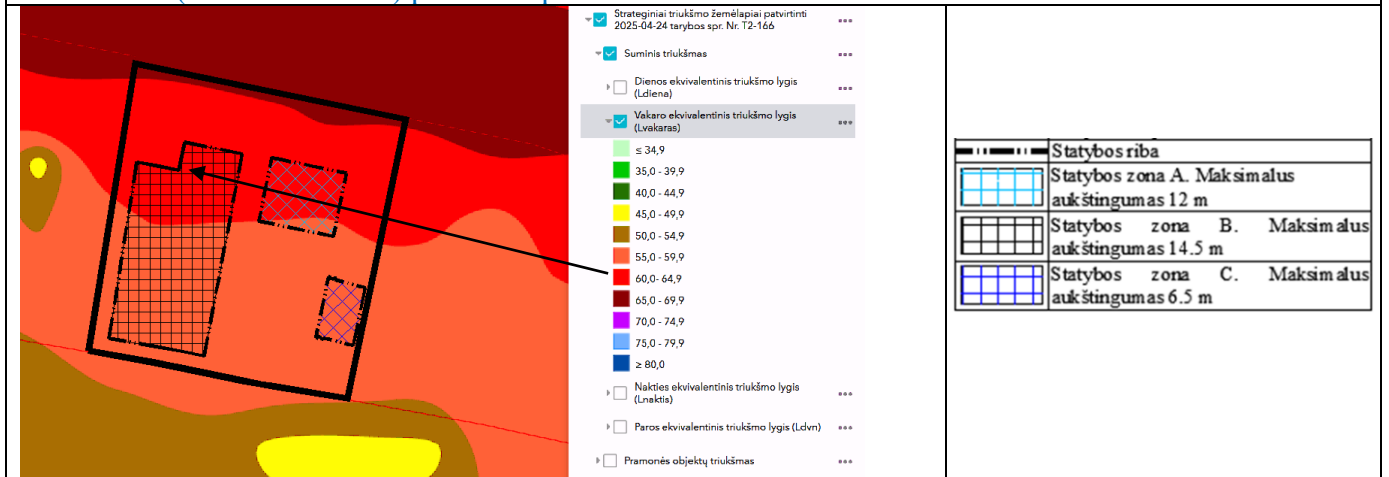 Strateginiai triukšmo žemėlapiai patvirtinti
2025-04-24 tarybos spr. Nr. T2-166
Suminis triukšmas
Dienos ekvivalentinis triukšmo lygis
(Ldiena)
Vakaro ekvivalentinis triukšmo lygis
(Lvakaras)
≤ 34,9
35,0 - 39,9
40,0 - 44,9
45,0 - 49,9
50,0 - 54,9
55,0 - 59,9
60,0- 64,9
65,0 - 69,9
70,0 - 74,9
75,0 - 79,9
≥ 80,0
Nakties ekvivalentinis triukšmo lygis
(Lnaktis)
Paros ekvivalentinis triukšmo lygis (Ldvn)
Pramonės objektų triukšmas
Statybos riba
Statybos zona A. Maksimalus
aukštingumas 12 m
Statybos zona B. Maksimalus
aukštingumas 14.5 m
Statybos zona C. Maksimalus
aukštingumas 6.5 m